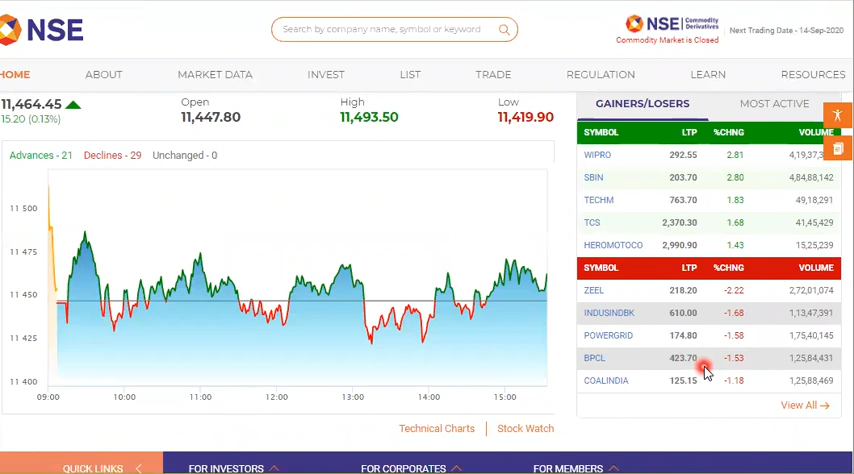 NSE
Search by company name, symbol or keyword
NSE Commodity Derivatives
Commodity Market is Closed
Next Trading Date - 14-Sep-2020
HOME ABOUT MARKET DATA INVEST LIST TRADE REGULATION LEARN RESOURCES
11,464.45
15.20 (0.13%)
Open
11,447.80
High
11,493.50
Low
11,419.90
Advances - 21 Declines - 29 Unchanged - 0
11 500
11 475
11 450
11 425
11 400
09:00 10:00 11:00 12:00 13:00 14:00 15:00
Technical Charts Stock Watch
GAINERS/LOSERS MOST ACTIVE
SYMBOL LTP %CHNG VOLUME
WIPRO 292.55 2.81 4,19,37,3
SBIN 203.70 2.80 4,84,88,142
TECHM 763.70 1.83 49,18,291
TCS 2,370.30 1.68 41,45,429
HEROMOTOCO 2,990.90 1.43 15,25,239
SYMBOL LTP %CHNG VOLUME
ZEEL 218.20 -2.22 2,72,01,074
INDUSINDBK 610.00 -1.68 1,13,47,391
POWERGRID 174.80 -1.58 1,75,40,145
BPCL 423.70 -1.53 1,25,84,431
COALINDIA 125.15 -1.18 1,25,88,469
View All
QUICK LINKS FOR INVESTORS FOR CORPORATES FOR MEMBERS